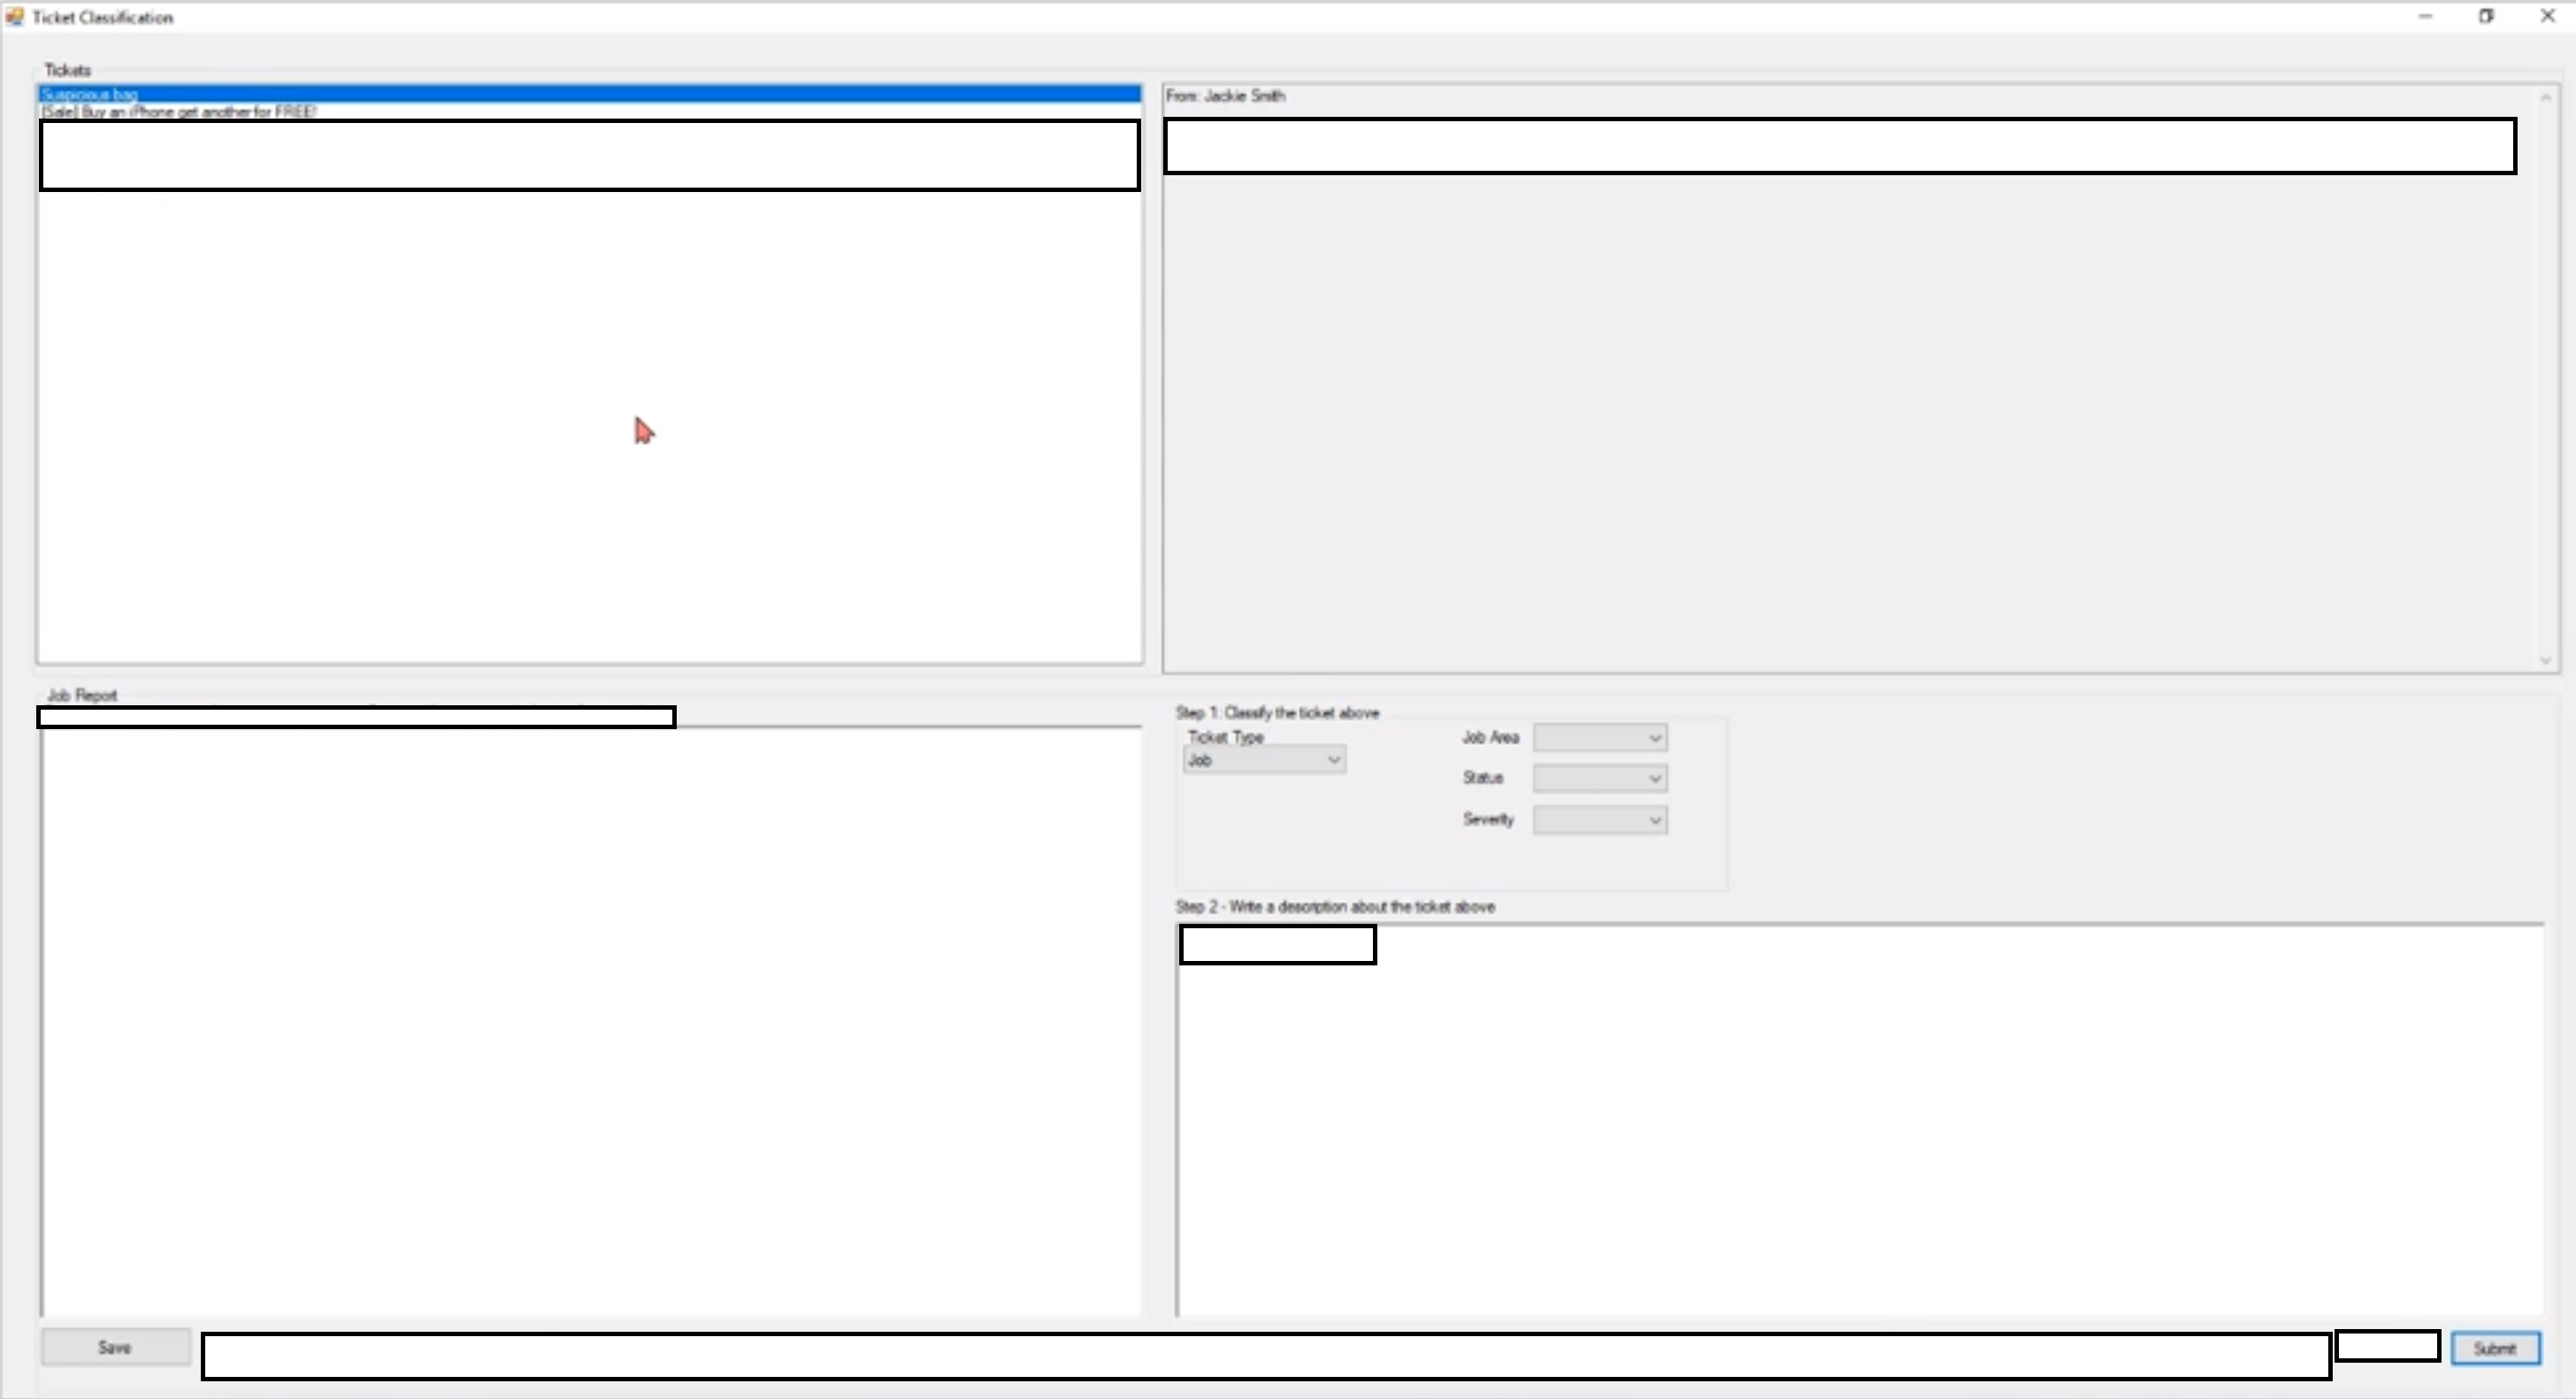 Ticket Classification
Tickets
Suspicious bag
[Sale] Buy an iPhone get another for FREE!
From: Jackie Smith
Job Report
Step 1: Classify the ticket above
Ticket Type
Job
Job Area
Status
Severity
Step 2 - Write a description about the ticket above
Save
Submit